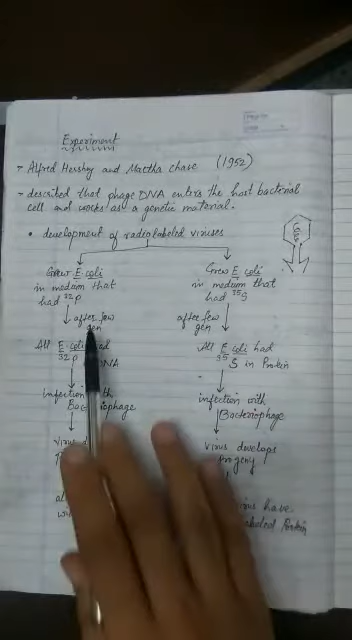 Experiment
- Alfred Hershey and Martha Chase (1952)
- described that phage DNA enters the host bacterial
cell and works as a genetic material.
• development of radiolabeled viruses
Grew E. coli
in medium that
had 32p
Grew E. coli
in medium that
had 35s
after few
gen
after few
gen
All E. coli had
32p DNA
All E. coli had
35 S in Protein
infection
Bacteriophage
infection with
Bacteriophage
virus develops
progeny
have
Protein